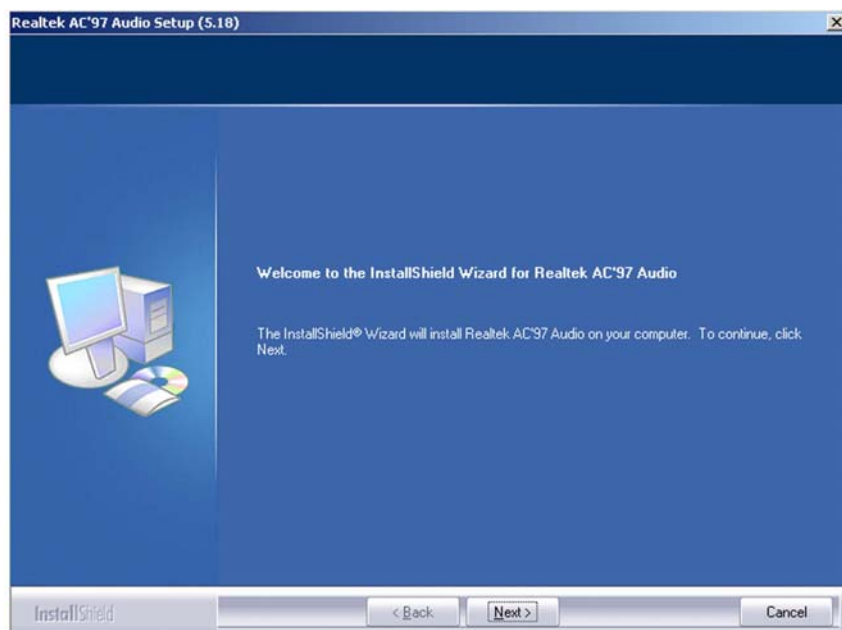 Realtek AC'97 Audio Setup (5.18)
Welcome to the InstallShield Wizard for Realtek AC'97 Audio
The InstallShield® Wizard will install Realtek AC'97 Audio on your computer. To continue, click
Next.
InstallShield
< Back
Next >
Cancel